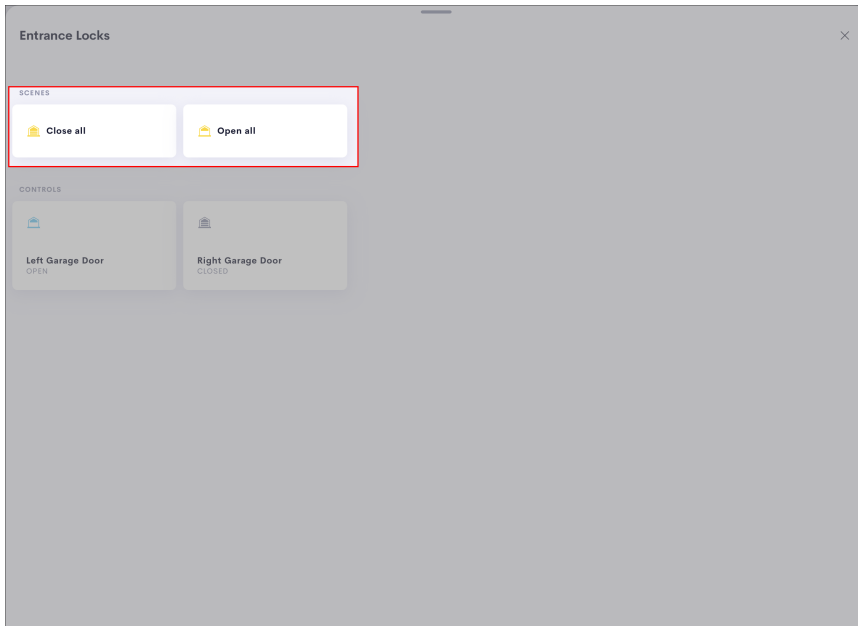 Entrance Locks
SCENES
Close all
Open all
CONTROLS
Left Garage Door
OPEN
Right Garage Door
CLOSED